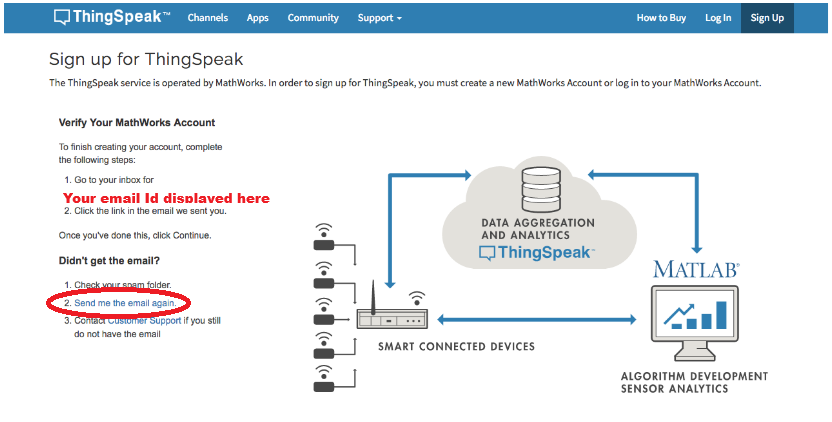 ThingSpeak™ Channels Apps Community Support How to Buy Log In Sign Up
Sign up for ThingSpeak
The ThingSpeak service is operated by MathWorks. In order to sign up for ThingSpeak, you must create a new MathWorks Account or log in to your MathWorks Account.
Verify Your MathWorks Account
To finish creating your account, complete
the following steps:
1. Go to your inbox for
Your email Id displayed here
2. Click the link in the email we sent you.
Once you've done this, click Continue.
Didn't get the email?
1. Check your spam folder.
2. Send me the email again.
3. Contact Customer Support if you still
do not have the email
DATA AGGREGATION
AND ANALYTICS
ThingSpeak™
SMART CONNECTED DEVICES
MATLAB®
ALGORITHM DEVELOPMENT
SENSOR ANALYTICS